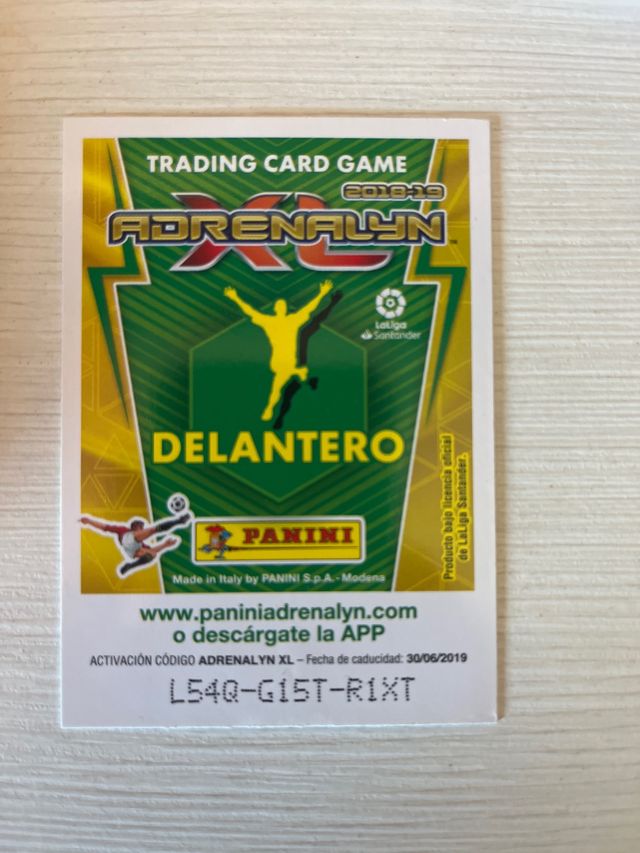 TRADING CARD GAME
2018-19
ADRENALYN
XL
™
LaLiga
Santander
DELANTERO
Producto bajo licencia oficial
de LaLiga Santander.
PANINI
Made in Italy by PANINI S.p.A. - Modena
www.paniniadrenalyn.com
o descárgate la APP
ACTIVACIÓN CÓDIGO ADRENALYN XL – Fecha de caducidad: 30/06/2019
L54Q-G15T-R1XT